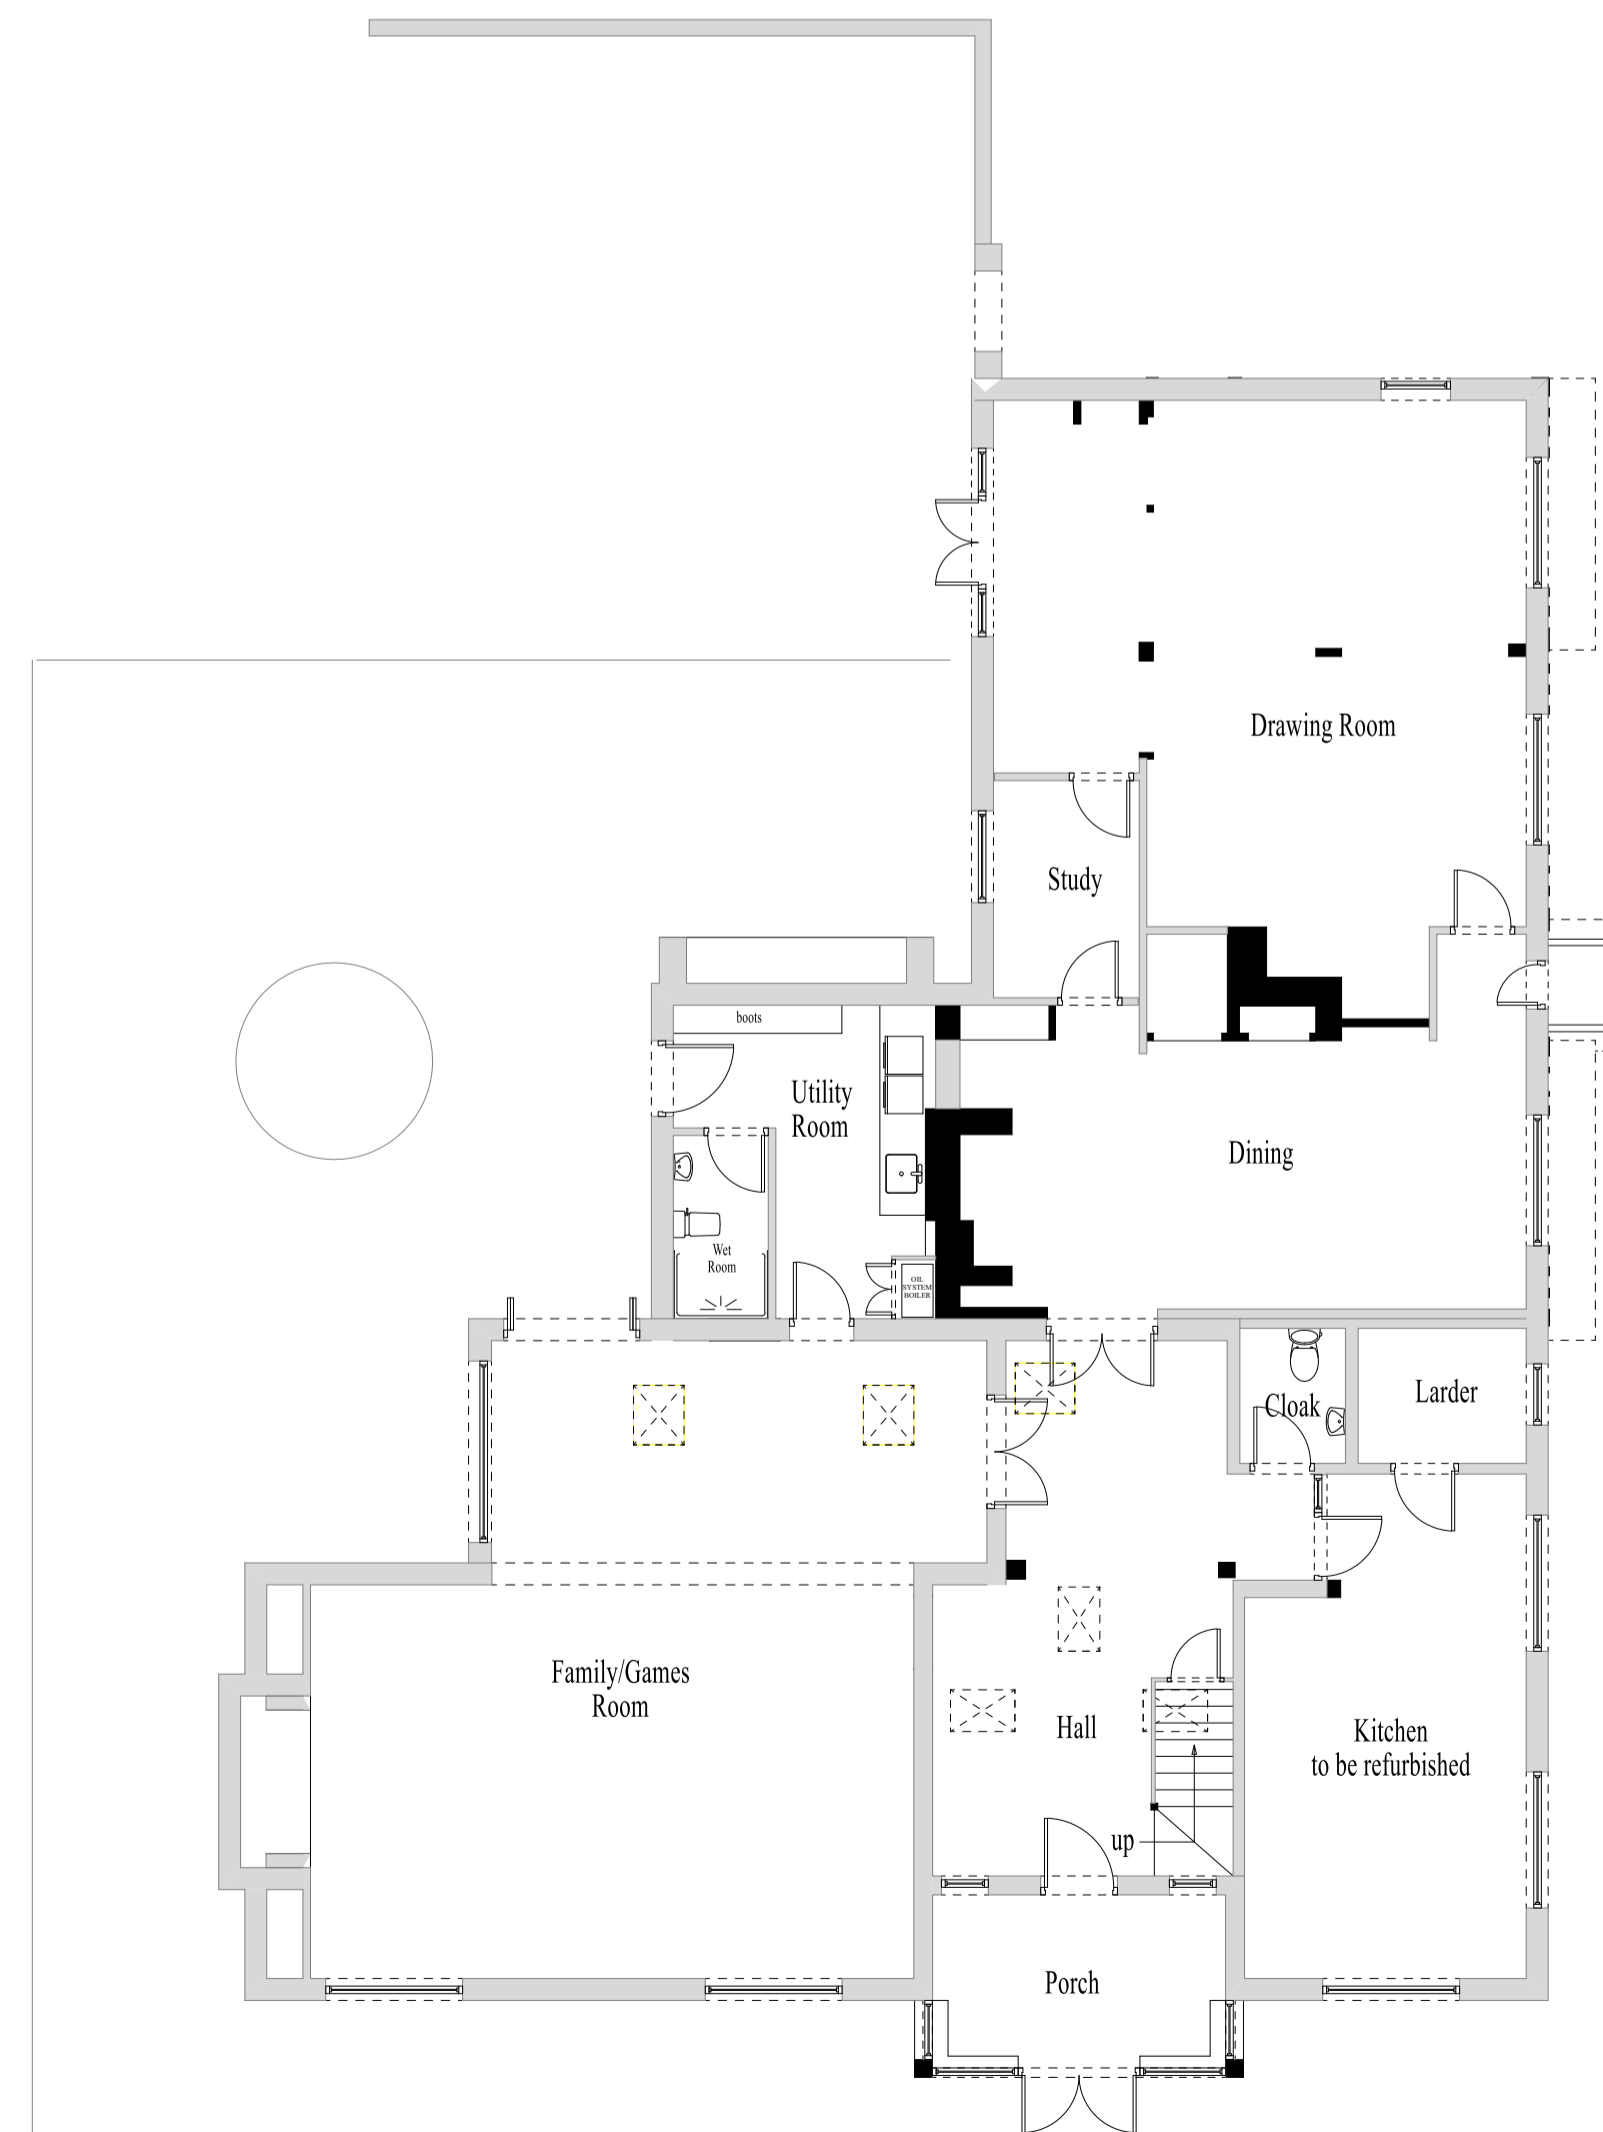 Drawing Room
Study
boots
Utility
Room
Dining
Wet
Room
OIL
SYSTEM
BOILER
Cloak
Larder
Family/Games
Room
Hall
Kitchen
to be refurbished
up
Porch